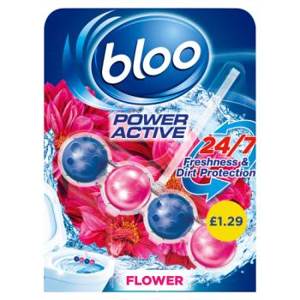 bloo
POWER
ACTIVE
24/7
Freshness &
Dirt Protection
£1.29
FLOWER